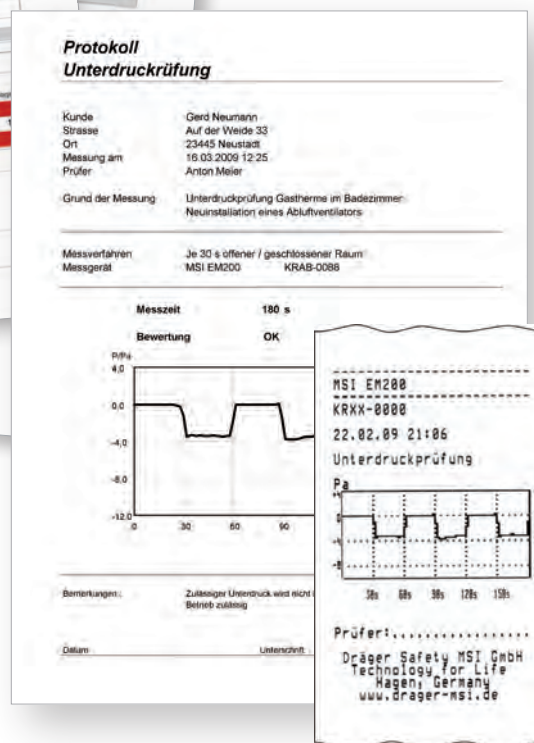 Protokoll
Unterdruckrüfung
Kunde Gerd Neumann
Strasse Auf der Weide 33
Ort 23445 Neustadt
Messung am 16.03.2009 12:25
Prüfer Anton Meier
Grund der Messung Unterdruckprüfung Gastherme im Badezimmer
Neuinstallation eines Abluftventilators
Messverfahren Je 30 s offener / geschlossener Raum
Messgerät MSI EM200 KRAB-0088
Messzeit 180 s
Bewertung OK
P/Pa
4,0
0,0
-4,0
-8,0
-12,0
0 30 60 90
Bemerkungen: Zulässiger Unterdruck wird nicht
Betrieb zulässig
Datum Unterschrift
MSI EM200
KRXX-0000
22.02.09 21:06
Unterdruckprüfung
Pa
+4
0
-4
-8
30s 60s 90s 120s 150s
Prüfer:.................
Dräger Safety MSI GmbH
Technology for Life
Hagen, Germany
www.drager-msi.de